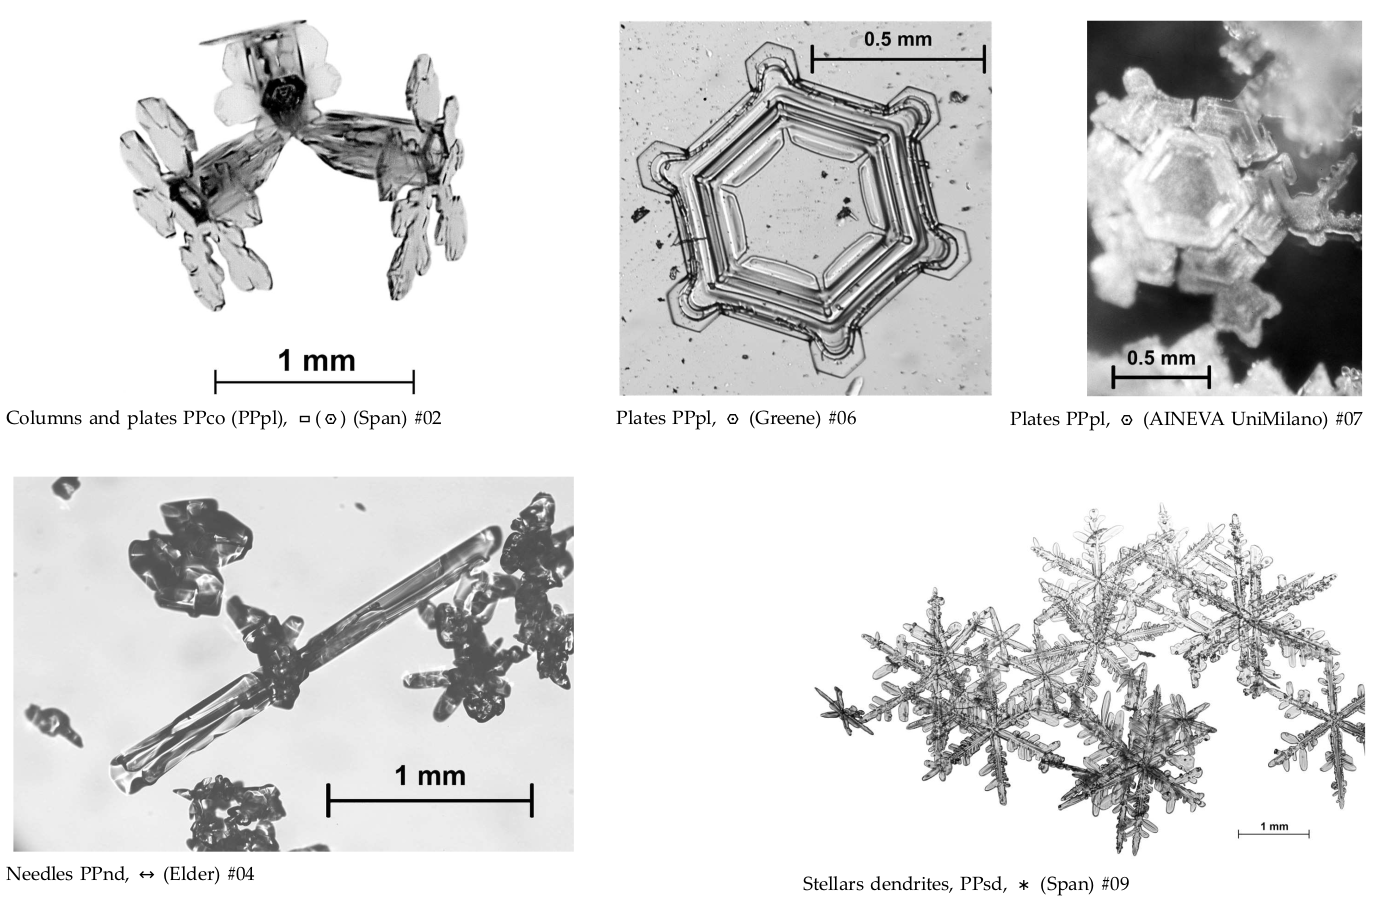 0.5 mm
0.5 mm
1 mm
Columns and plates PPco (PPpl), ▭ (⌬) (Span) #02
Plates PPpl, ⌬ (Greene) #06
Plates PPpl, ⌬ (AINEVA UniMilano) #07
1 mm
1 mm
Needles PPnd, ↔ (Elder) #04
Stellars dendrites, PPsd, ∗ (Span) #09